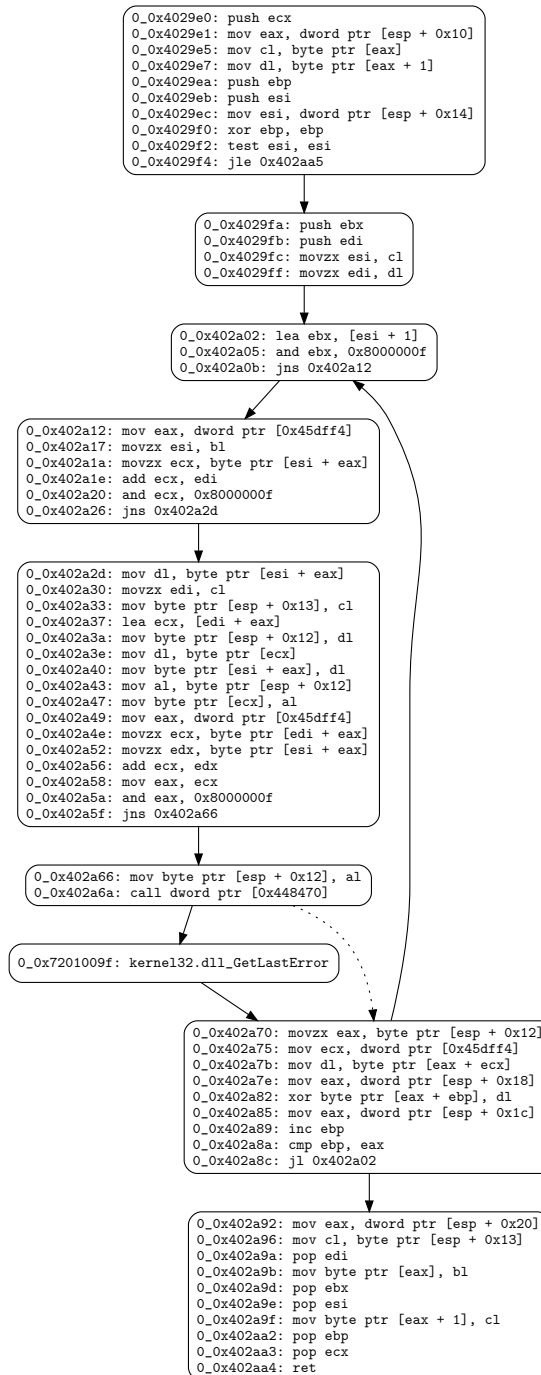 0_0x4029e0: push ecx
0_0x4029e1: mov eax, dword ptr [esp + 0x10]
0_0x4029e5: mov cl, byte ptr [eax]
0_0x4029e7: mov dl, byte ptr [eax + 1]
0_0x4029ea: push ebp
0_0x4029eb: push esi
0_0x4029ec: mov esi, dword ptr [esp + 0x14]
0_0x4029f0: xor ebp, ebp
0_0x4029f2: test esi, esi
0_0x4029f4: jle 0x402aa5
0_0x4029fa: push ebx
0_0x4029fb: push edi
0_0x4029fc: movzx esi, cl
0_0x4029ff: movzx edi, dl
0_0x402a02: lea ebx, [esi + 1]
0_0x402a05: and ebx, 0x8000000f
0_0x402a0b: jns 0x402a12
0_0x402a12: mov eax, dword ptr [0x45dff4]
0_0x402a17: movzx esi, bl
0_0x402a1a: movzx ecx, byte ptr [esi + eax]
0_0x402a1e: add ecx, edi
0_0x402a20: and ecx, 0x8000000f
0_0x402a26: jns 0x402a2d
0_0x402a2d: mov dl, byte ptr [esi + eax]
0_0x402a30: movzx edi, cl
0_0x402a33: mov byte ptr [esp + 0x13], cl
0_0x402a37: lea ecx, [edi + eax]
0_0x402a3a: mov byte ptr [esp + 0x12], dl
0_0x402a3e: mov dl, byte ptr [ecx]
0_0x402a40: mov byte ptr [esi + eax], dl
0_0x402a43: mov al, byte ptr [esp + 0x12]
0_0x402a47: mov byte ptr [ecx], al
0_0x402a49: mov eax, dword ptr [0x45dff4]
0_0x402a4e: movzx ecx, byte ptr [edi + eax]
0_0x402a52: movzx edx, byte ptr [esi + eax]
0_0x402a56: add ecx, edx
0_0x402a58: mov eax, ecx
0_0x402a5a: and eax, 0x8000000f
0_0x402a5f: jns 0x402a66
0_0x402a66: mov byte ptr [esp + 0x12], al
0_0x402a6a: call dword ptr [0x448470]
0_0x7201009f: kernel32.dll_GetLastError
0_0x402a70: movzx eax, byte ptr [esp + 0x12]
0_0x402a75: mov ecx, dword ptr [0x45dff4]
0_0x402a7b: mov dl, byte ptr [eax + ecx]
0_0x402a7e: mov eax, dword ptr [esp + 0x18]
0_0x402a82: xor byte ptr [eax + ebp], dl
0_0x402a85: mov eax, dword ptr [esp + 0x1c]
0_0x402a89: inc ebp
0_0x402a8a: cmp ebp, eax
0_0x402a8c: jl 0x402a02
0_0x402a92: mov eax, dword ptr [esp + 0x20]
0_0x402a96: mov cl, byte ptr [esp + 0x13]
0_0x402a9a: pop edi
0_0x402a9b: mov byte ptr [eax], bl
0_0x402a9d: pop ebx
0_0x402a9e: pop esi
0_0x402a9f: mov byte ptr [eax + 1], cl
0_0x402aa2: pop ebp
0_0x402aa3: pop ecx
0_0x402aa4: ret